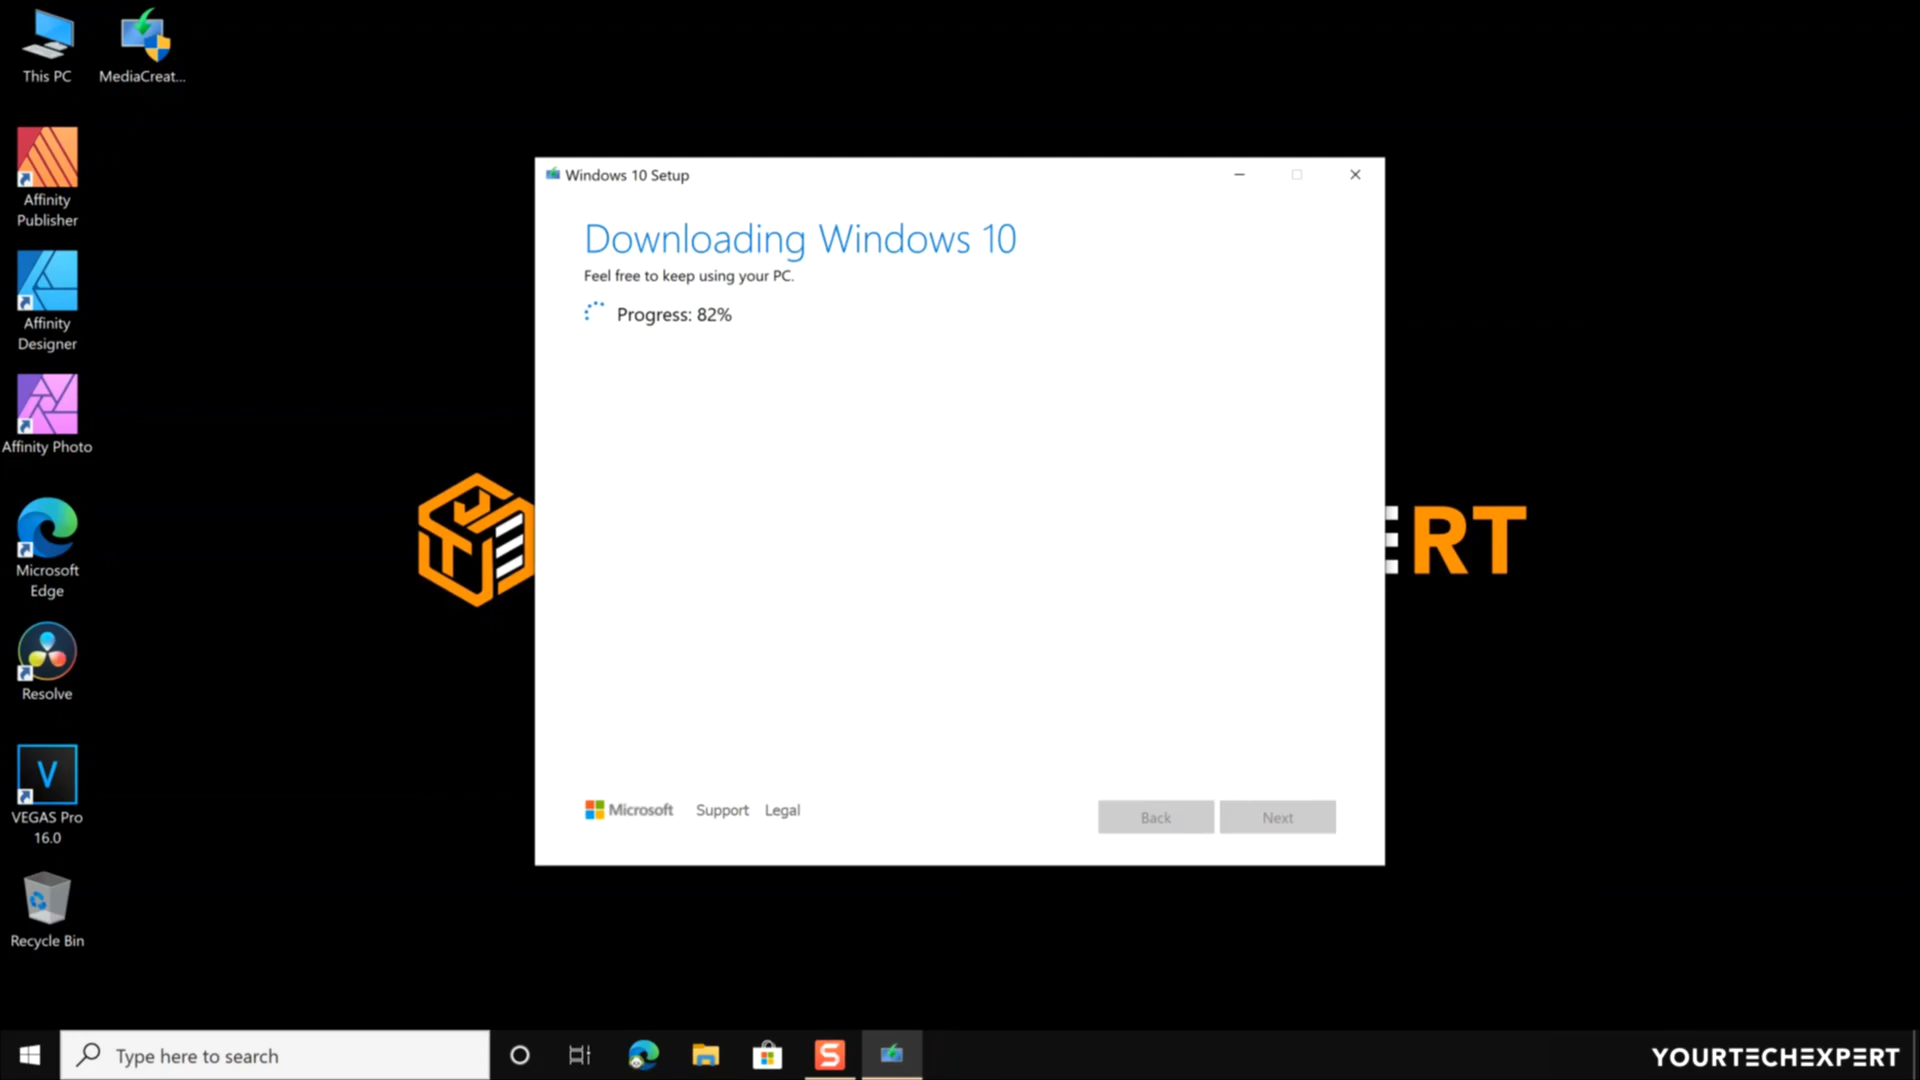 This PC
MediaCreat...
Affinity
Publisher
Affinity
Designer
Affinity Photo
Microsoft
Edge
Resolve
V
VEGAS Pro
16.0
Recycle Bin
Windows 10 Setup
Downloading Windows 10
Feel free to keep using your PC.
Progress: 82%
ERT
Microsoft Support Legal
Back Next
Type here to search
S
YOURTECHEXPERT